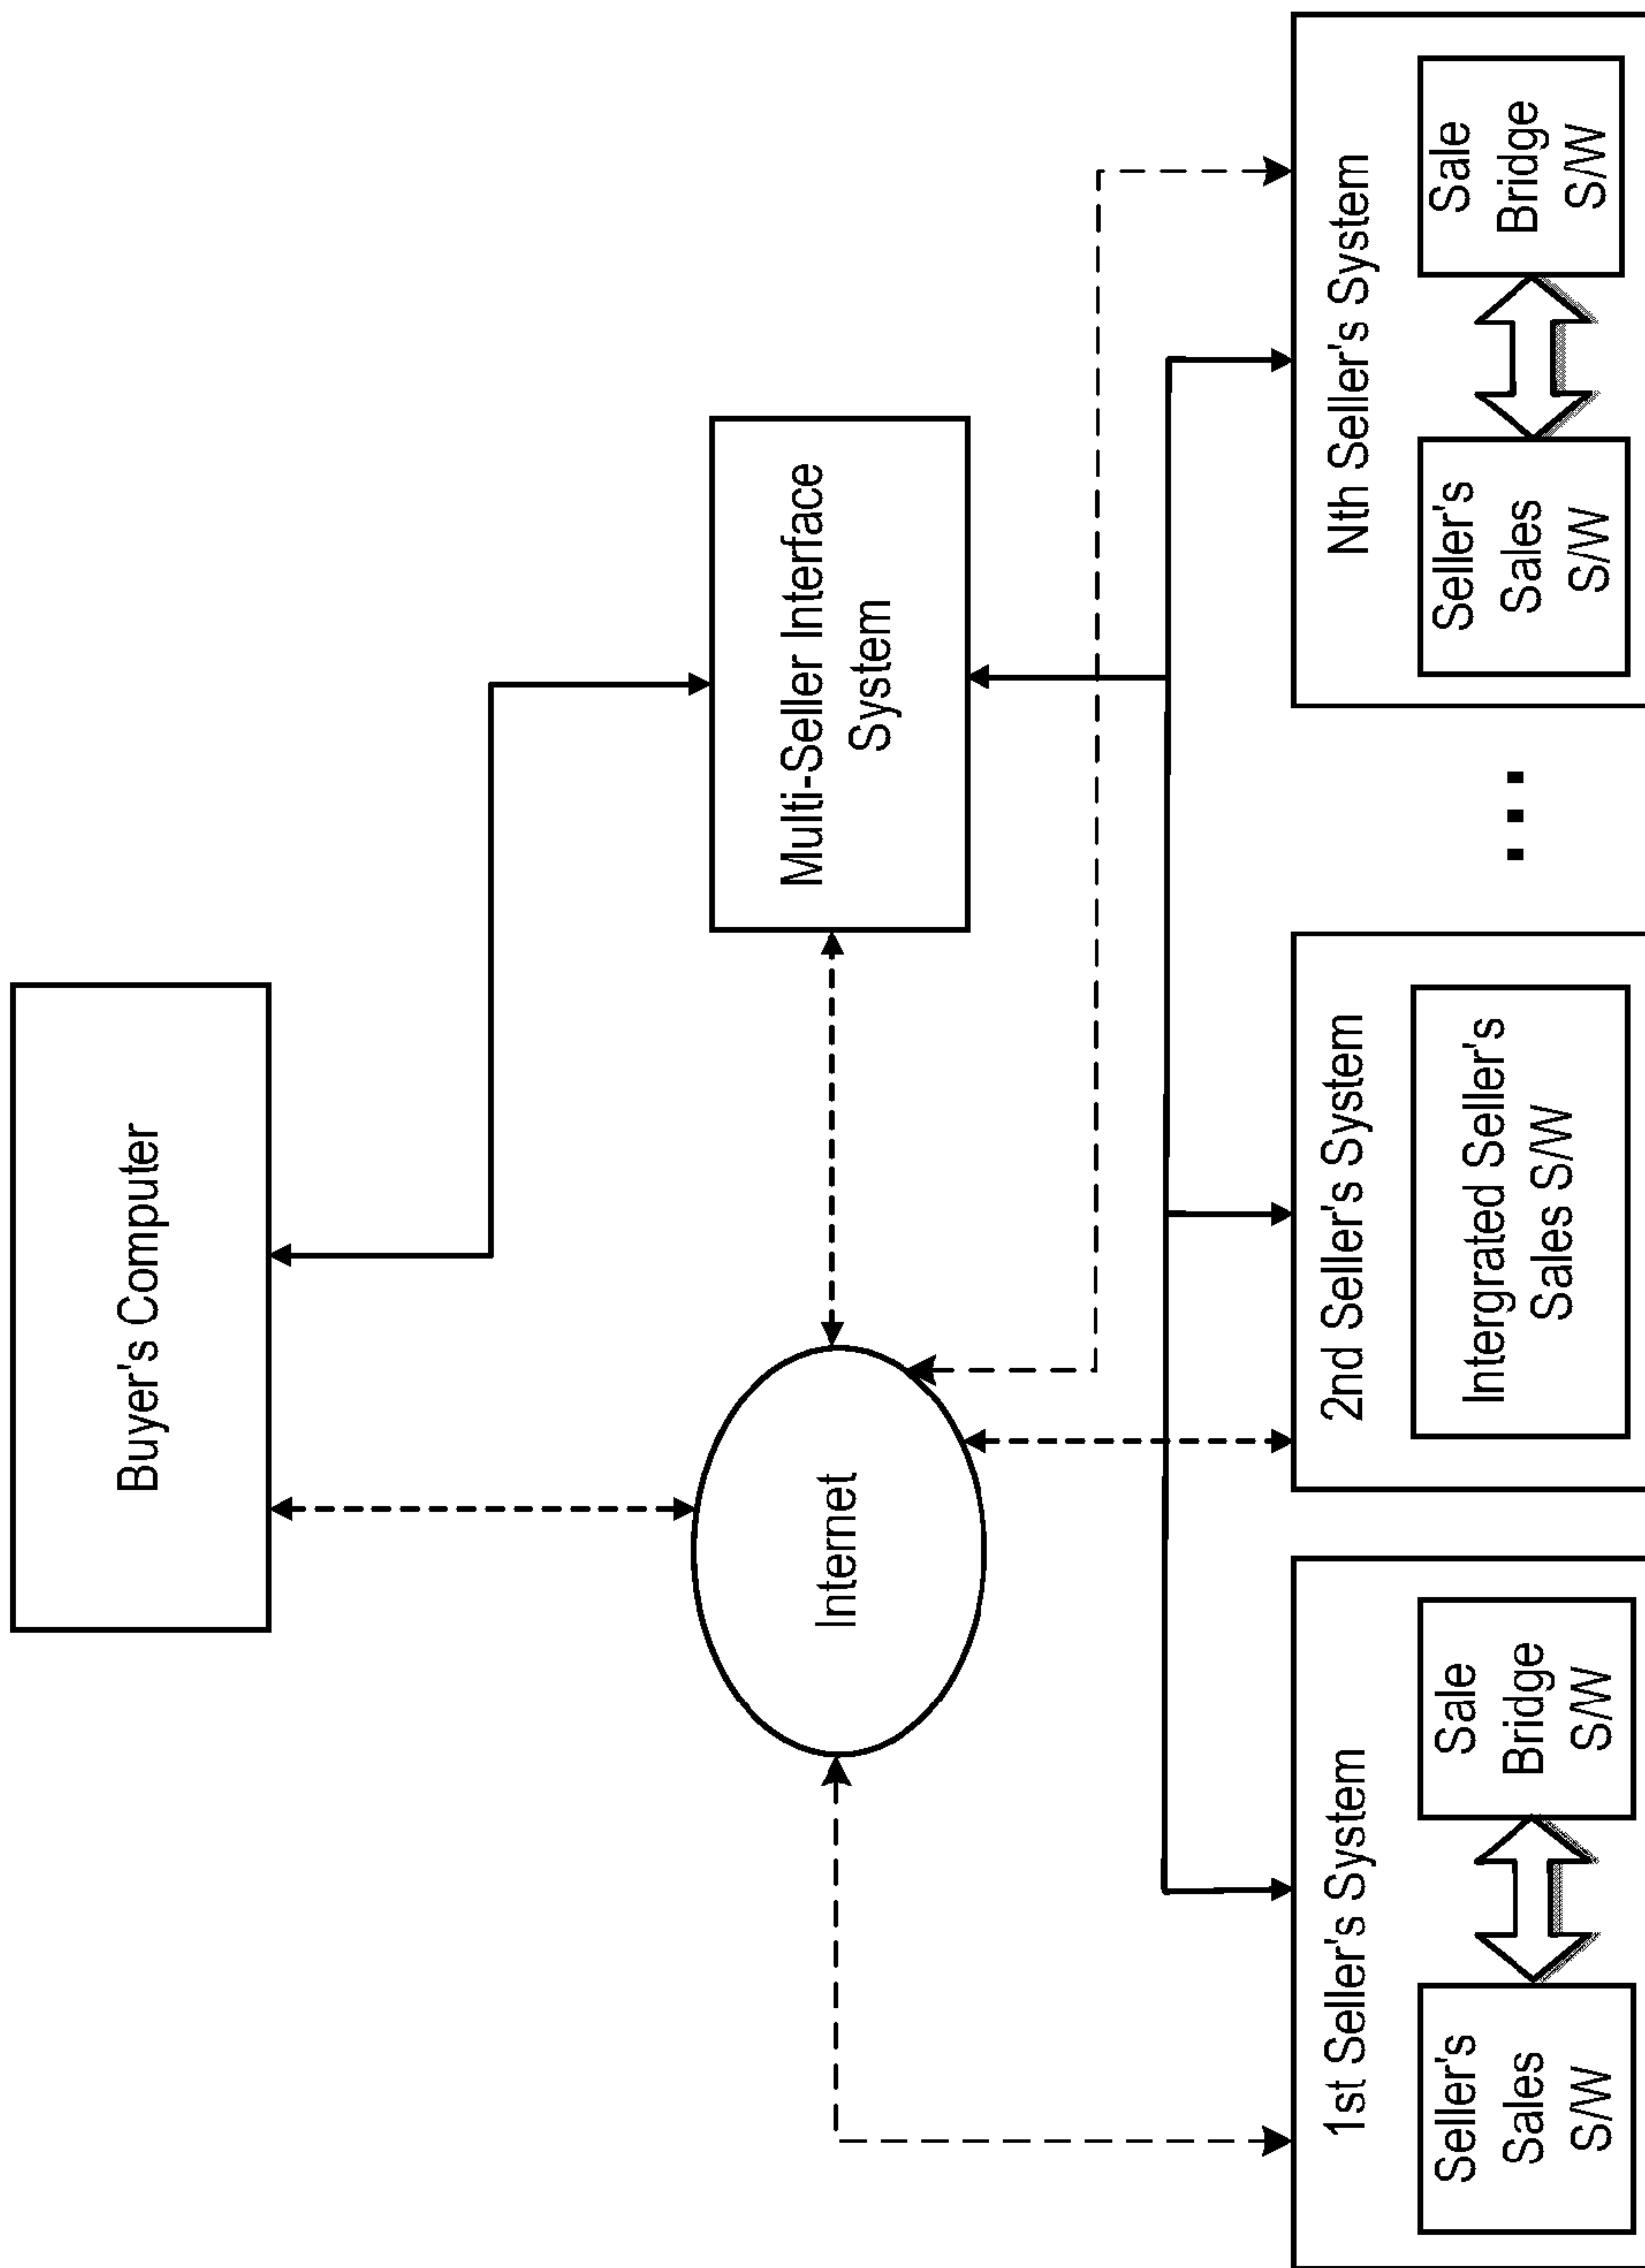 Buyer's Computer
Internet
Multi-Seller Interface
System
1st Seller's System
Seller's
Sales
S/W
Sale
Bridge
S/W
2nd Seller's System
Intergrated Seller's
Sales S/W
Nth Seller's System
Seller's
Sales
S/W
Sale
Bridge
S/W